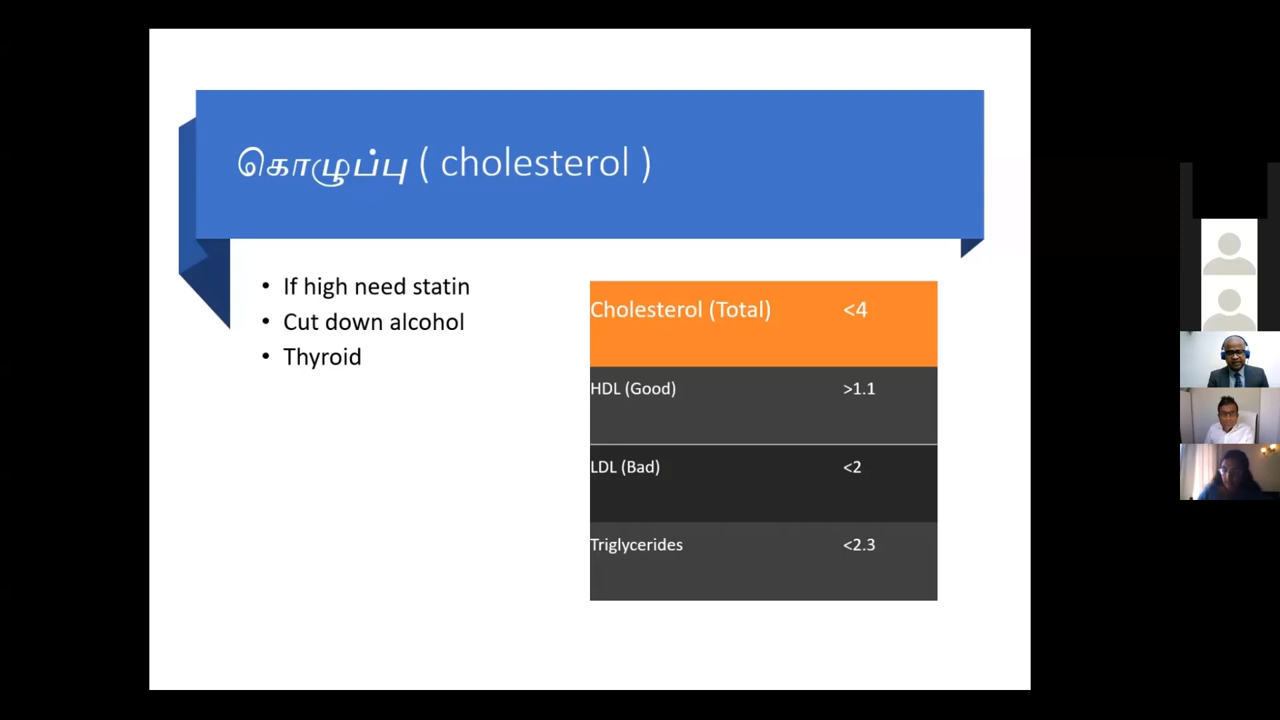 கொழுப்பு ( cholesterol )
• If high need statin
• Cut down alcohol
• Thyroid
Cholesterol (Total) <4
HDL (Good) >1.1
LDL (Bad) <2
Triglycerides <2.3